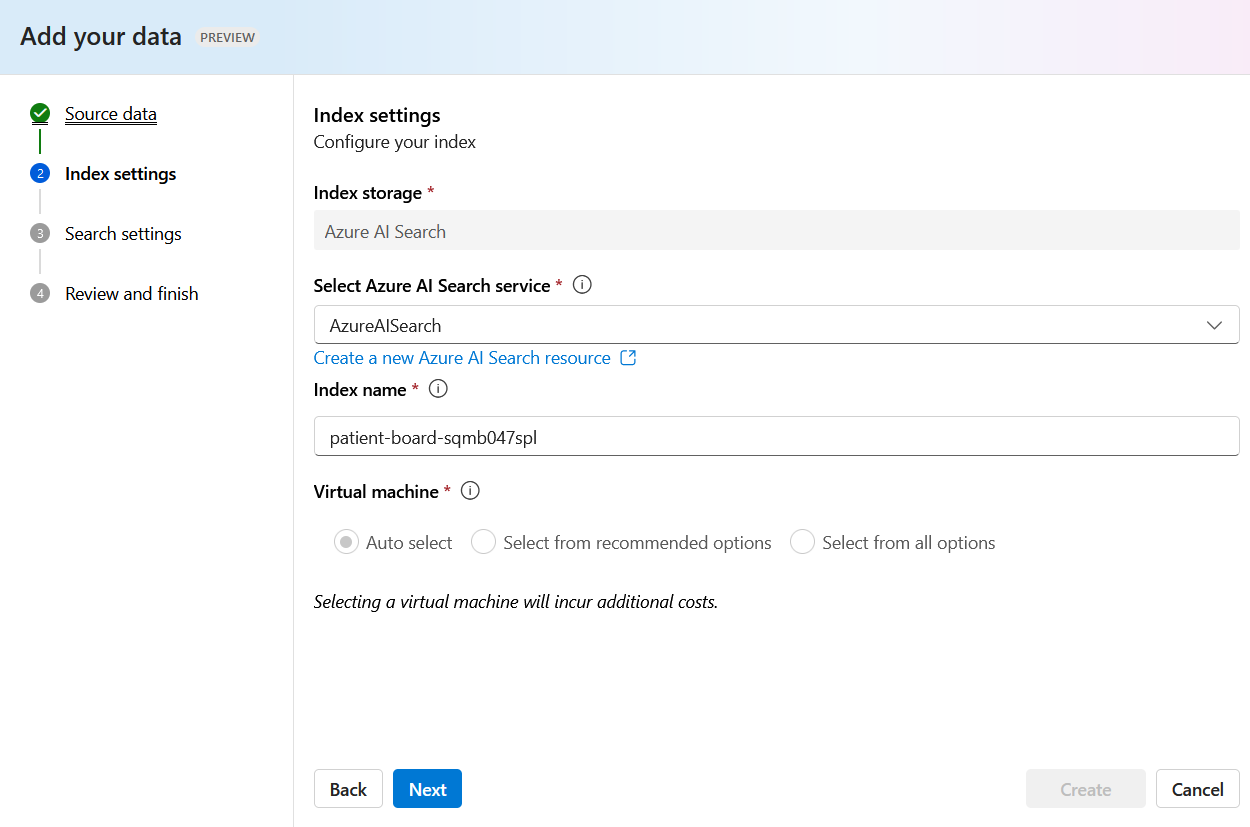 Add your data PREVIEW
Source data
2 Index settings
3 Search settings
4 Review and finish
Index settings
Configure your index
Index storage *
Azure AI Search
Select Azure AI Search service *
AzureAISearch
Create a new Azure AI Search resource
Index name *
patient-board-sqmb047spl
Virtual machine *
Auto select Select from recommended options Select from all options
Selecting a virtual machine will incur additional costs.
Back Next Create Cancel